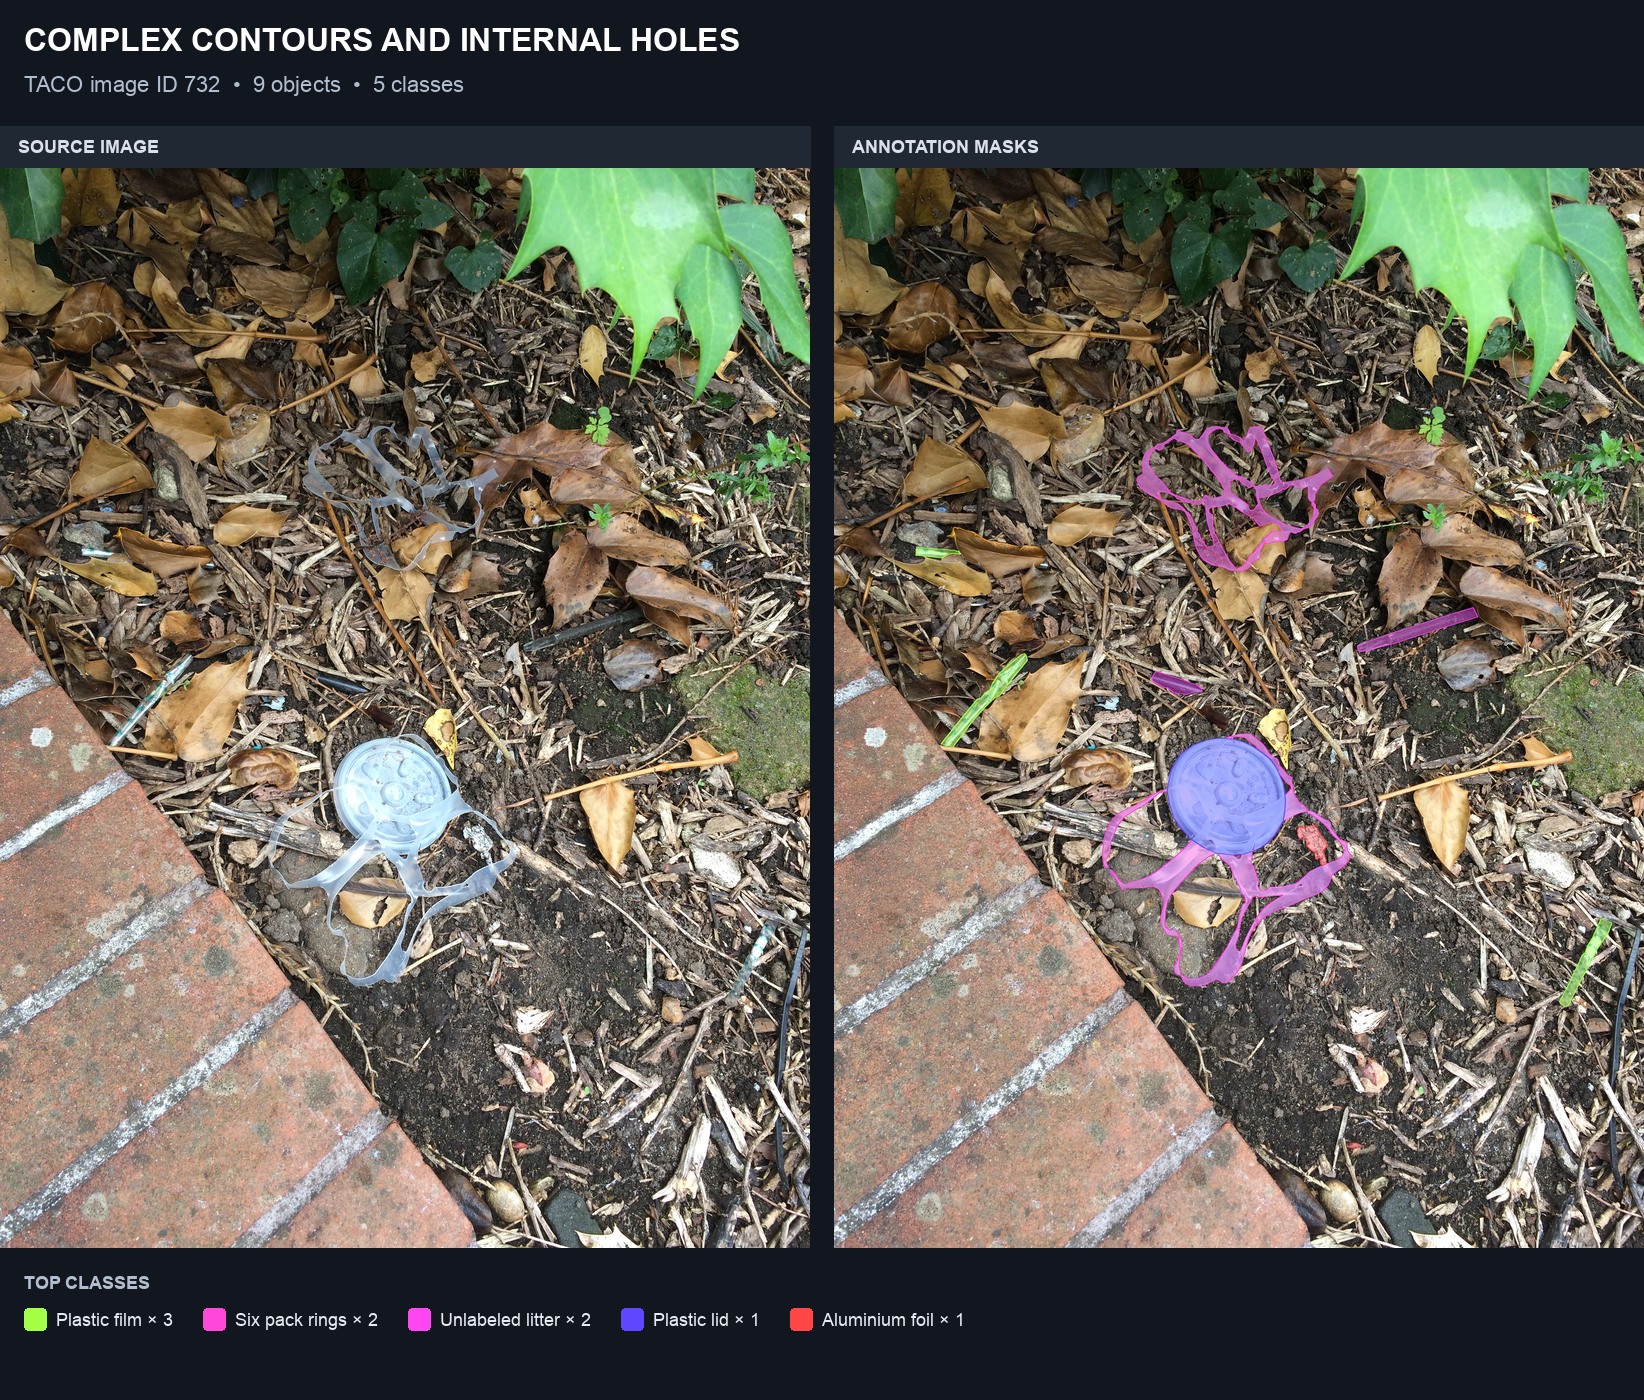 COMPLEX CONTOURS AND INTERNAL HOLES
TACO image ID 732 • 9 objects • 5 classes
SOURCE IMAGE
ANNOTATION MASKS
TOP CLASSES
Plastic film × 3
Six pack rings × 2
Unlabeled litter × 2
Plastic lid × 1
Aluminium foil × 1